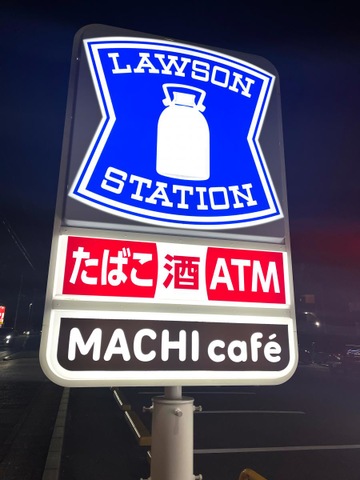 LAWSON
STATION
たばこ 酒 ATM
MACHI café